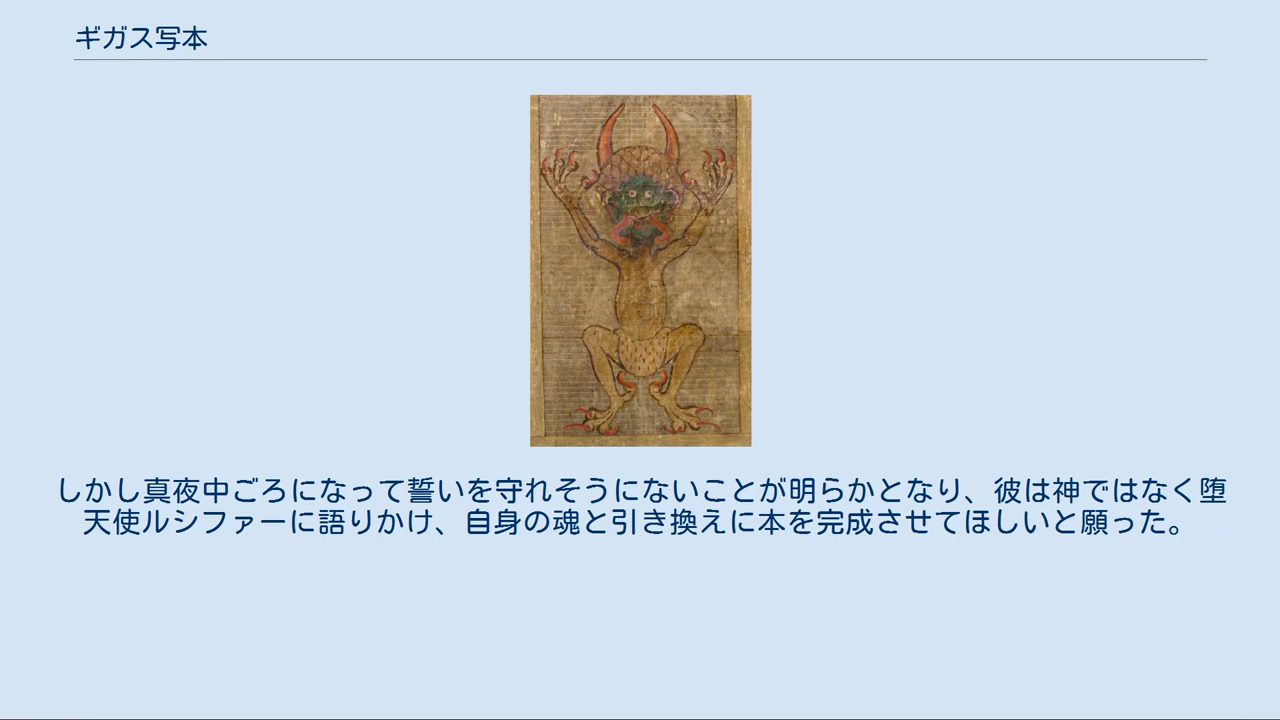 ギガス写本
しかし真夜中ごろになって誓いを守れそうにないことが明らかとなり、彼は神ではなく堕
天使ルシファーに語りかけ、自身の魂と引き換えに本を完成させてほしいと願った。